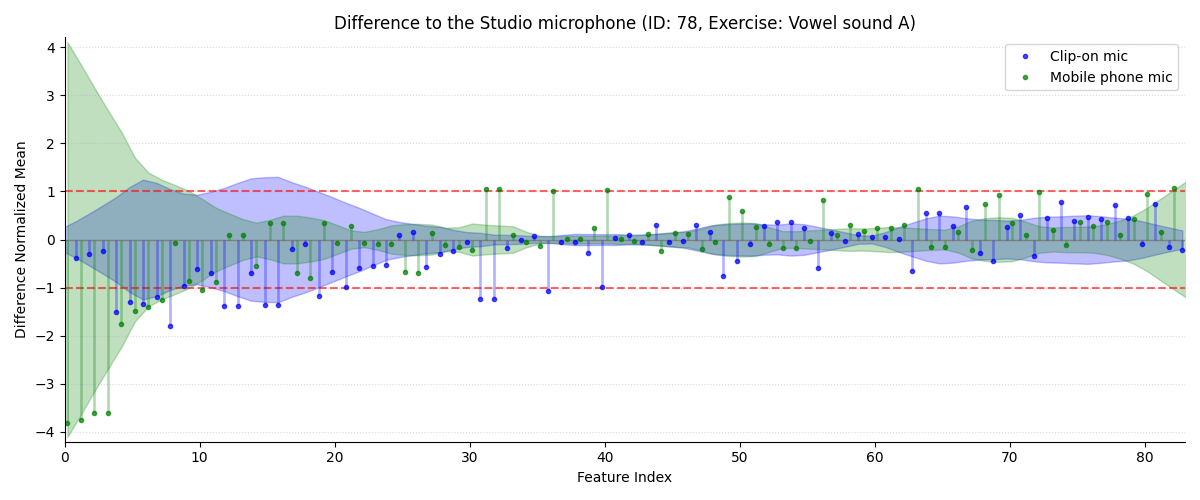 Difference to the Studio microphone (ID: 78, Exercise: Vowel sound A)
Clip-on mic
Mobile phone mic
Difference Normalized Mean
4
3
2
1
0
−1
−2
−3
−4
0 10 20 30 40 50 60 70 80
Feature Index